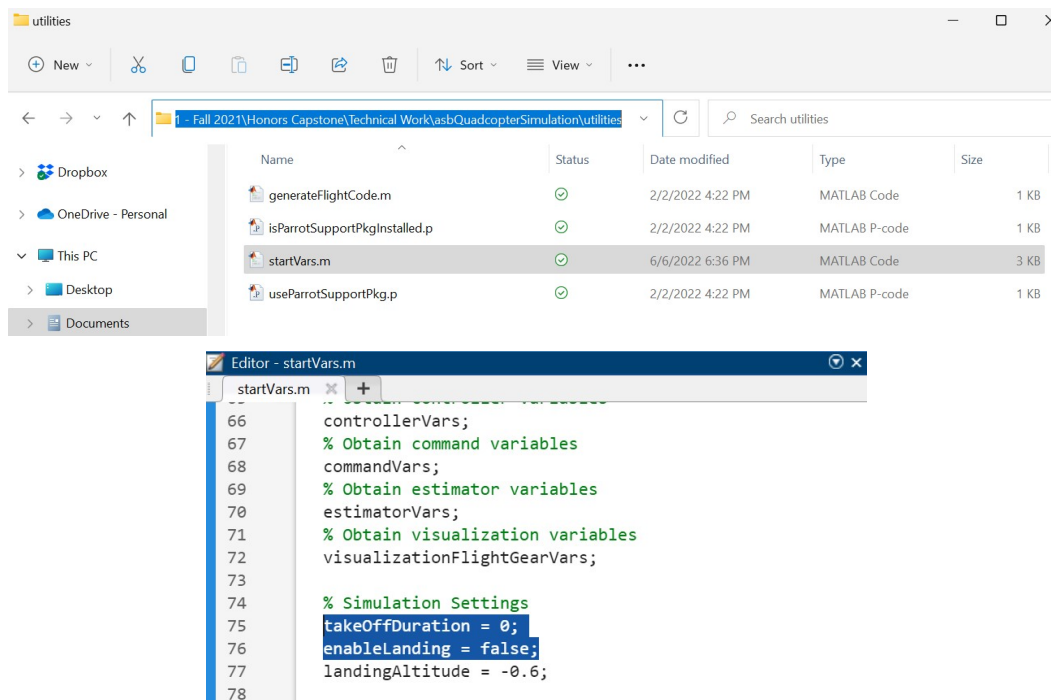 utilities
New Sort View
1 - Fall 2021\Honors Capstone\Technical Work\asbQuadcopterSimulation\utilities Search utilities
Name Status Date modified Type Size
Dropbox
OneDrive - Personal
This PC
Desktop
Documents
generateFlightCode.m 2/2/2022 4:22 PM MATLAB Code 1 KB
isParrotSupportPkgInstalled.p 2/2/2022 4:22 PM MATLAB P-code 1 KB
startVars.m 6/6/2022 6:36 PM MATLAB Code 3 KB
useParrotSupportPkg.p 2/2/2022 4:22 PM MATLAB P-code 1 KB
Editor - startVars.m
startVars.m
66 controllerVars;
67 % Obtain command variables
68 commandVars;
69 % Obtain estimator variables
70 estimatorVars;
71 % Obtain visualization variables
72 visualizationFlightGearVars;
73
74 % Simulation Settings
75 takeOffDuration = 0;
76 enableLanding = false;
77 landingAltitude = -0.6;
78